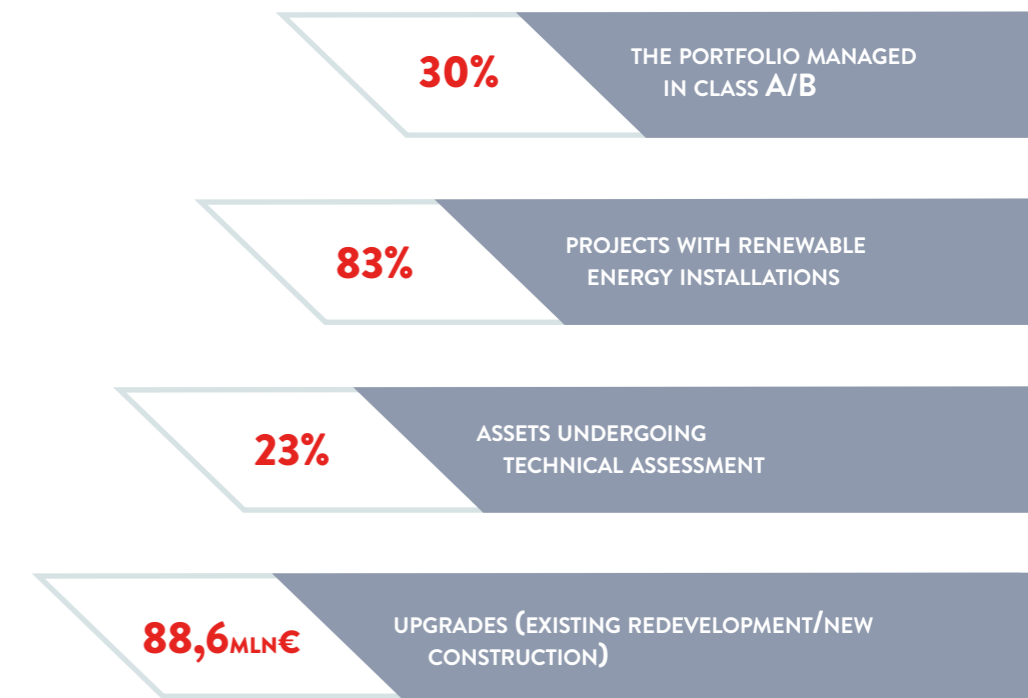 30%
THE PORTFOLIO MANAGED
IN CLASS A/B
83%
PROJECTS WITH RENEWABLE
ENERGY INSTALLATIONS
23%
ASSETS UNDERGOING
TECHNICAL ASSESSMENT
88,6MLN€
UPGRADES (EXISTING REDEVELOPMENT/NEW
CONSTRUCTION)